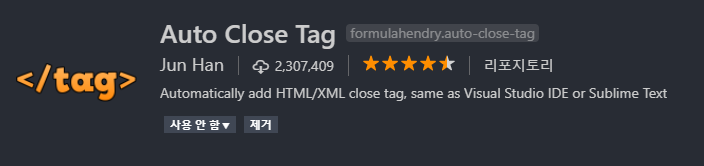 Auto Close Tag formulahendry.auto-close-tag
</tag> Jun Han 2,307,409 리포지토리
Automatically add HTML/XML close tag, same as Visual Studio IDE or Sublime Text
사용 안 함▼ 제거